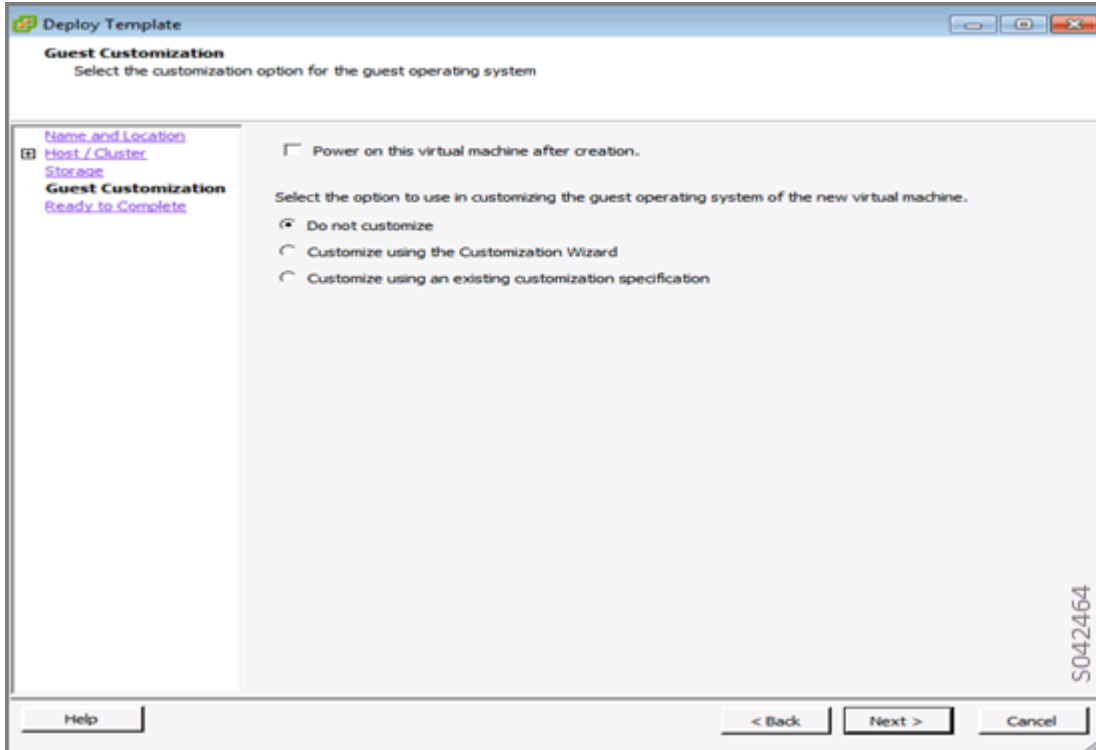 Deploy Template
Guest Customization
Select the customization option for the guest operating system
Name and Location
Host / Cluster
Storage
Guest Customization
Ready to Complete
Power on this virtual machine after creation.
Select the option to use in customizing the guest operating system of the new virtual machine.
Do not customize
Customize using the Customization Wizard
Customize using an existing customization specification
S042464
Help
< Back
Next >
Cancel